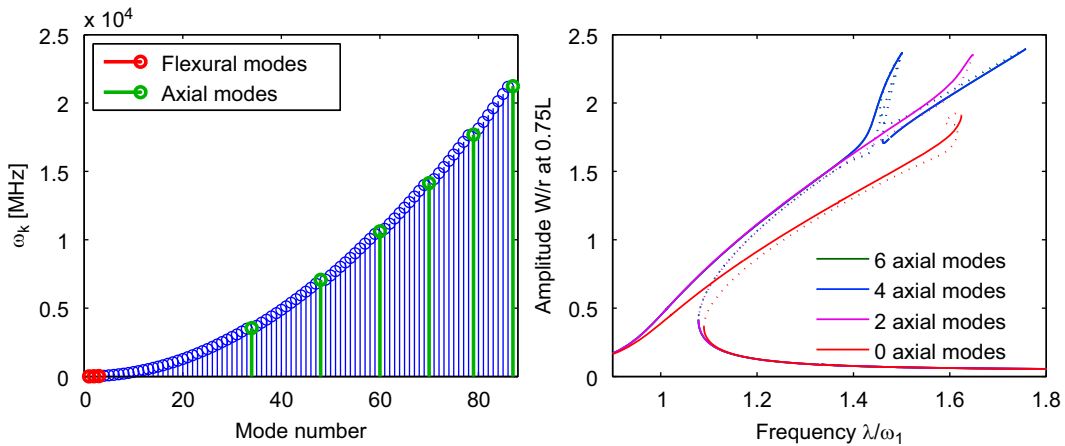 x 10⁴
2.5
2
1.5
1
0.5
0
ω_k [MHz]
Flexural modes
Axial modes
0 20 40 60 80
Mode number
2.5
2
1.5
1
0.5
0
Amplitude W/r at 0.75L
6 axial modes
4 axial modes
2 axial modes
0 axial modes
1 1.2 1.4 1.6 1.8
Frequency λ/ω₁